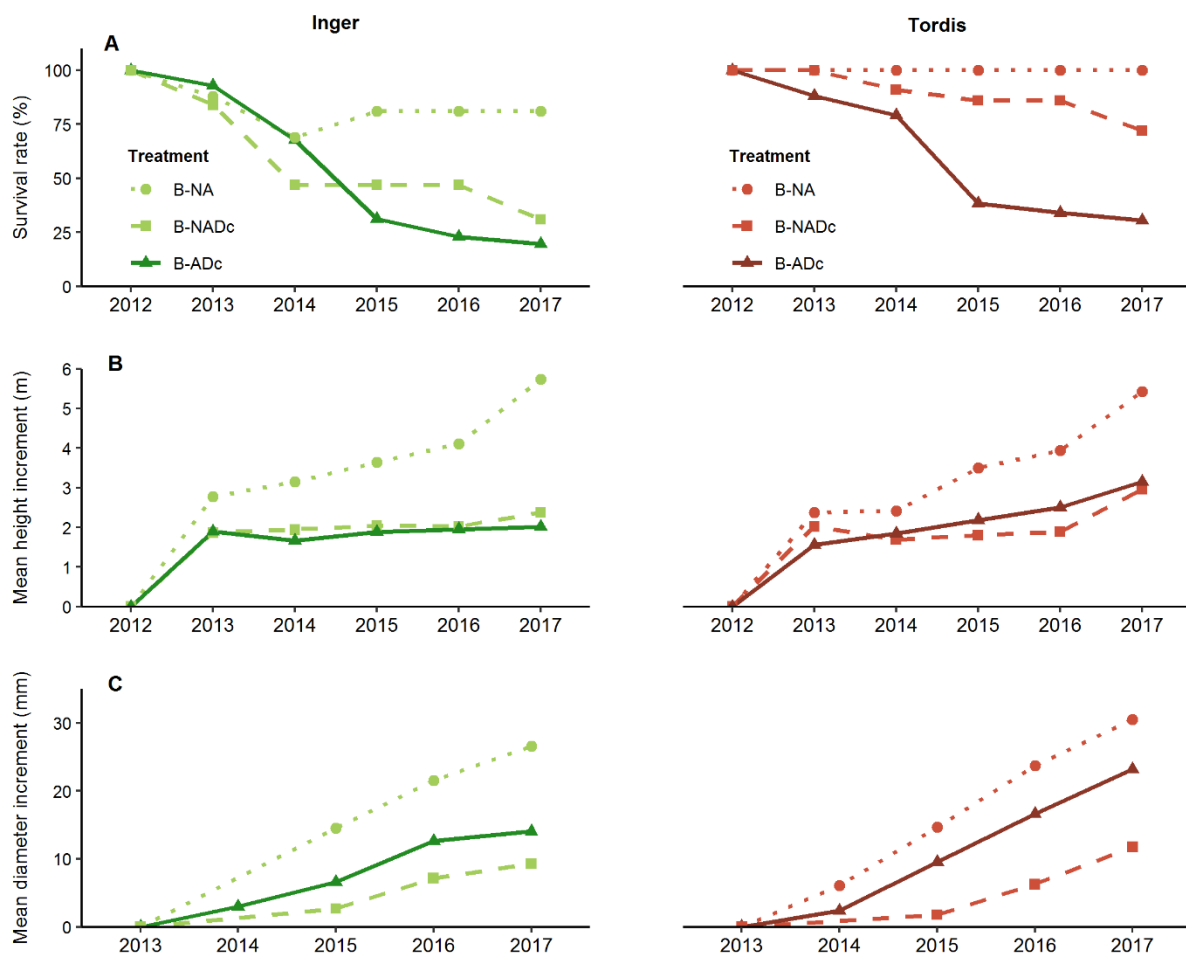 Inger
Tordis
A
Survival rate (%)
100
75
50
25
0
Treatment
B-NA
B-NADc
B-ADc
2012 2013 2014 2015 2016 2017
Treatment
B-NA
B-NADc
B-ADc
2012 2013 2014 2015 2016 2017
B
Mean height increment (m)
6
5
4
3
2
1
0
2012 2013 2014 2015 2016 2017
2012 2013 2014 2015 2016 2017
C
Mean diameter increment (mm)
30
20
10
0
2013 2014 2015 2016 2017
2013 2014 2015 2016 2017